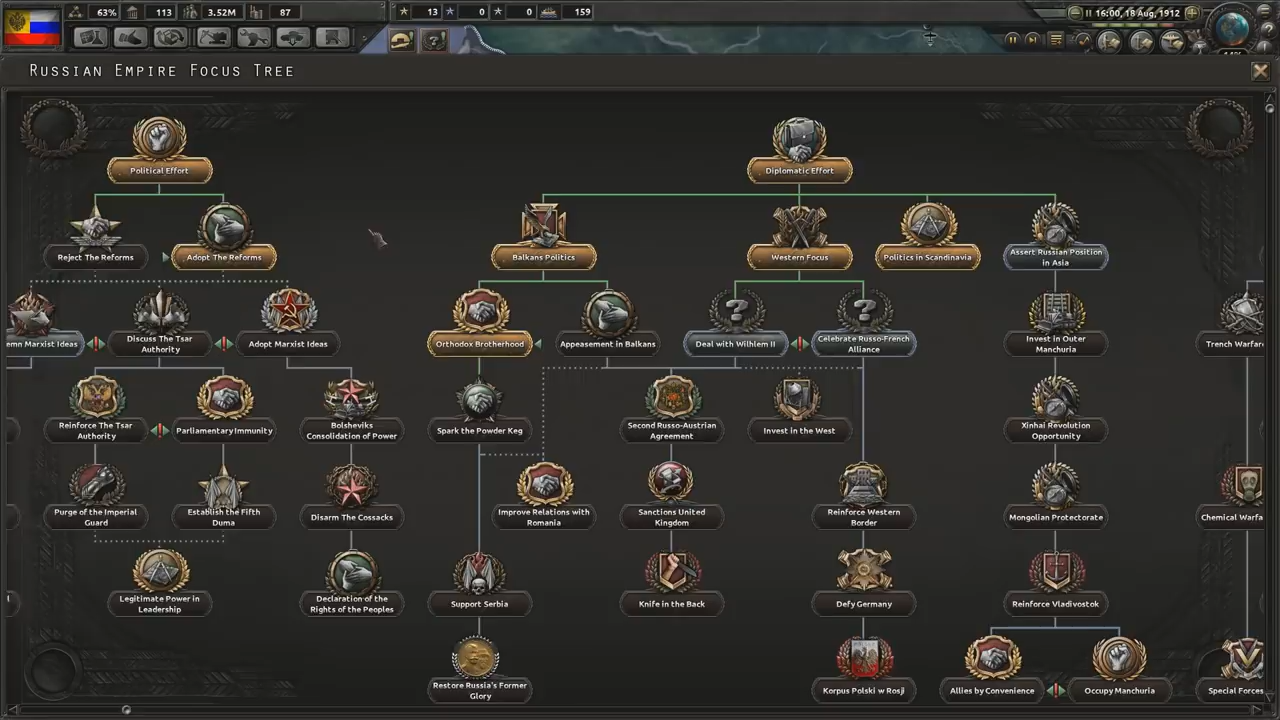 63% 113 3.52M 87 13 0 0 159 16:00, 18 Aug, 1912
RUSSIAN EMPIRE FOCUS TREE
Political Effort
Diplomatic Effort
Reject The Reforms
Adopt The Reforms
Balkans Politics
Western Focus
Politics in Scandinavia
Assert Russian Position
in Asia
emn Marxist Ideas
Discuss The Tsar
Authority
Adopt Marxist Ideas
Orthodox Brotherhood
Appeasement in Balkans
?
Deal with Wilhlem II
?
Celebrate Russo-French
Alliance
Invest in Outer
Manchuria
Trench Warfare
Reinforce The Tsar
Authority
Parliamentary Immunity
Bolsheviks
Consolidation of Power
Spark the Powder Keg
Second Russo-Austrian
Agreement
Invest in the West
Xinhai Revolution
Opportunity
Purge of the Imperial
Guard
Establish the Fifth
Duma
Disarm The Cossacks
Improve Relations with
Romania
Sanctions United
Kingdom
Reinforce Western
Border
Mongolian Protectorate
Chemical Warfa
Legitimate Power in
Leadership
Declaration of the
Rights of the Peoples
Support Serbia
Knife in the Back
Defy Germany
Reinforce Vladivostok
Restore Russia's Former
Glory
Korpus Polski w Rosji
Allies by Convenience
Occupy Manchuria
Special Forces